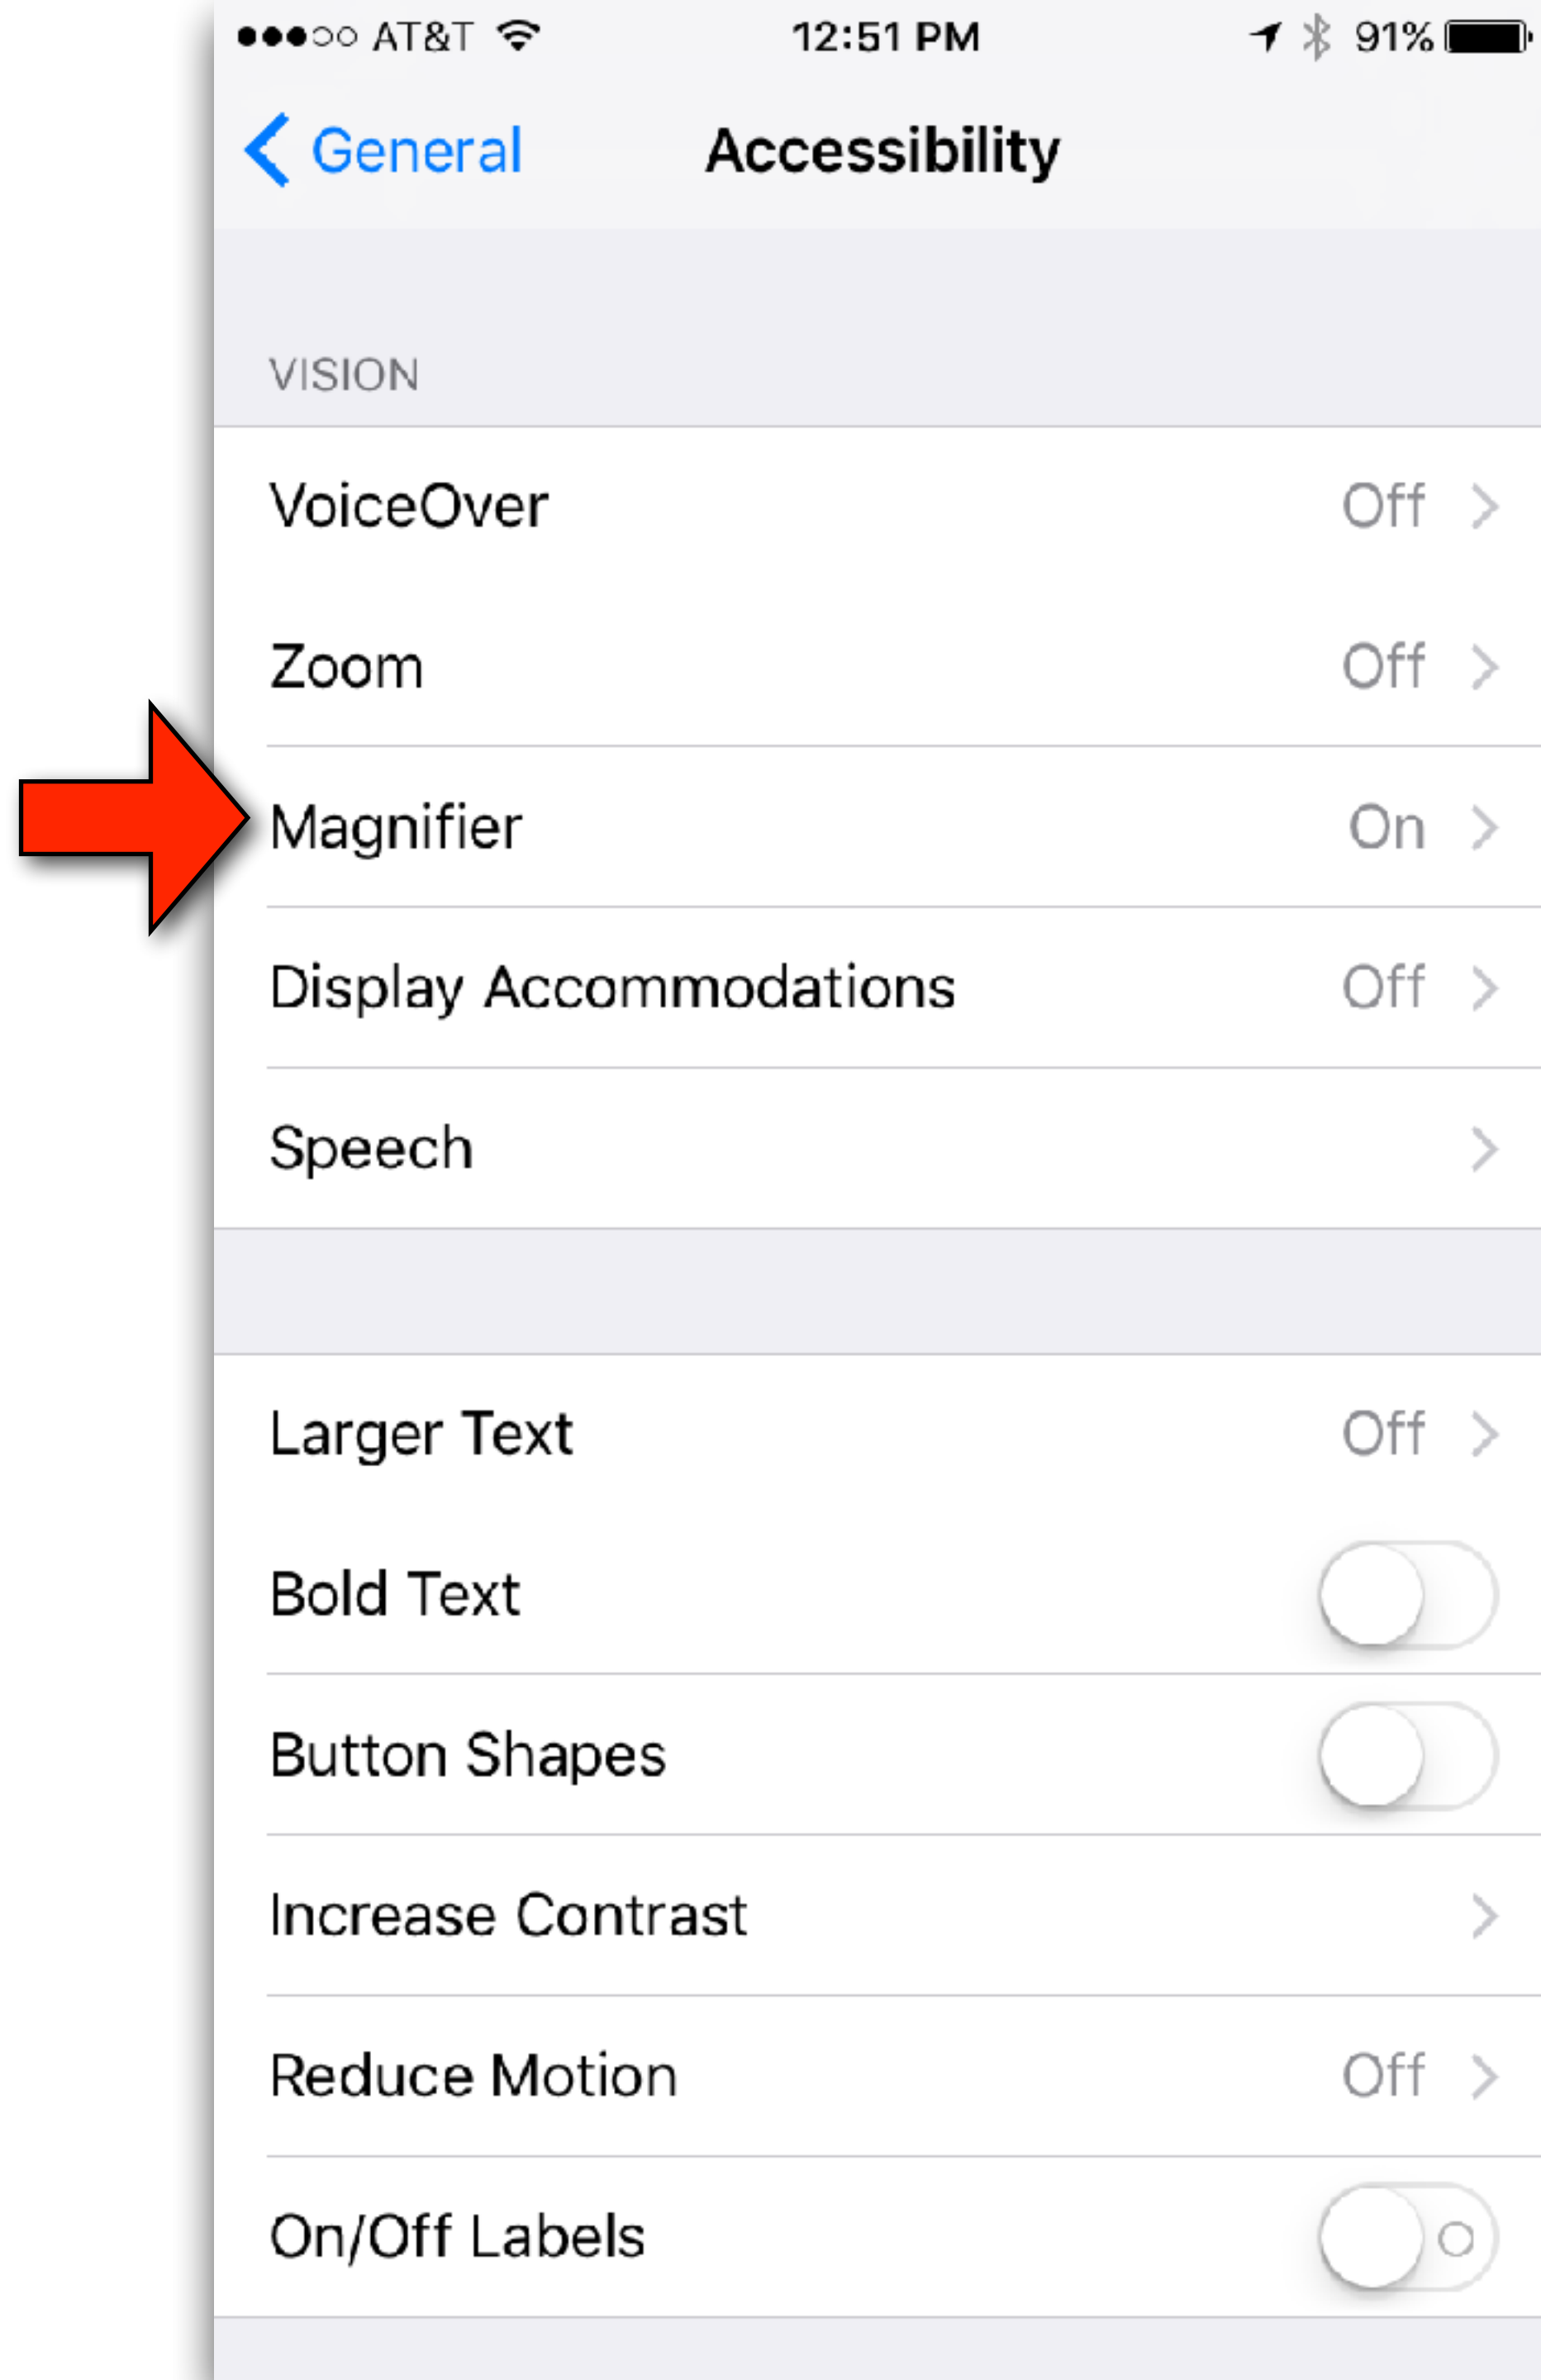 AT&T 12:51 PM 91%
General Accessibility
VISION
VoiceOver Off
Zoom Off
Magnifier On
Display Accommodations Off
Speech
Larger Text Off
Bold Text
Button Shapes
Increase Contrast
Reduce Motion Off
On/Off Labels